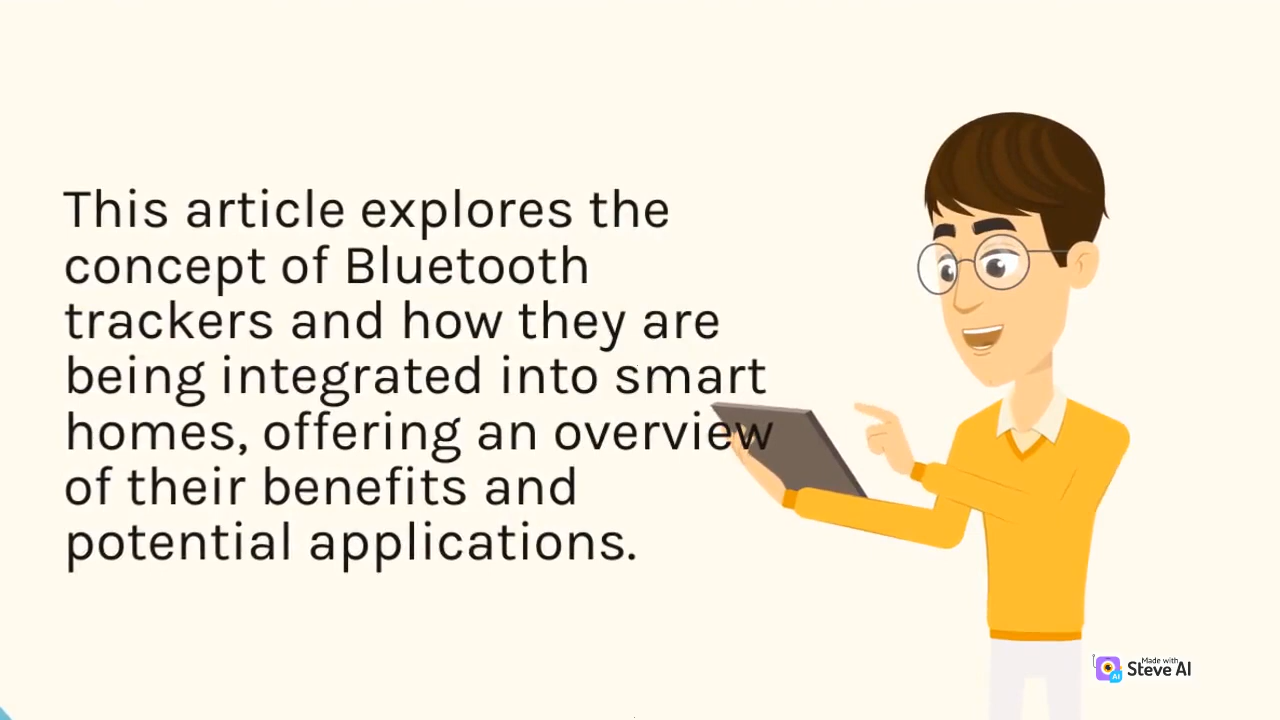 This article explores the
concept of Bluetooth
trackers and how they are
being integrated into smart
homes, offering an overview
of their benefits and
potential applications.
Made with
Steve AI
AI